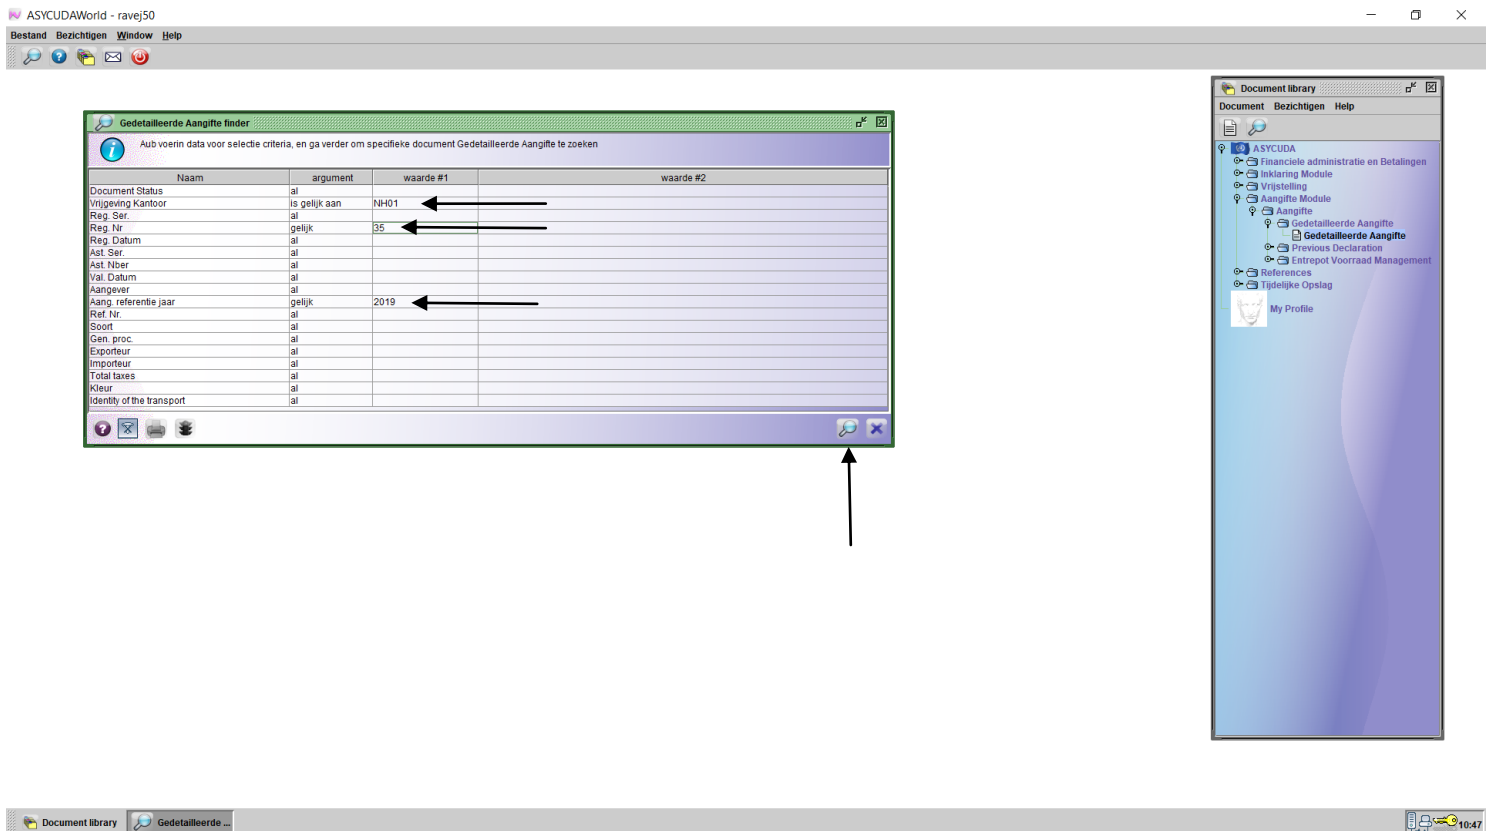 ASYCUDAWorld - ravej50
Bestand Bezichtigen Window Help
Gedetailleerde Aangifte finder
Aub voerin data voor selectie criteria, en ga verder om specifieke document Gedetailleerde Aangifte te zoeken
Naam argument waarde #1 waarde #2
Document Status al
Vrijgeving Kantoor is gelijk aan NH01
Reg. Ser. al
Reg. Nr gelijk 35
Reg. Datum al
Ast. Ser. al
Ast. Nber al
Val. Datum al
Aangever al
Aang. referentie jaar gelijk 2019
Ref. Nr. al
Soort al
Gen. proc. al
Exporteur al
Importeur al
Total taxes al
Kleur al
Identity of the transport al
Document library
Document Bezichtigen Help
ASYCUDA
Financiele administratie en Betalingen
Inklaring Module
Vrijstelling
Aangifte Module
Aangifte
Gedetailleerde Aangifte
Gedetailleerde Aangifte
Previous Declaration
Entrepot Voorraad Management
References
Tijdelijke Opslag
My Profile
Document library Gedetailleerde ... 10:47